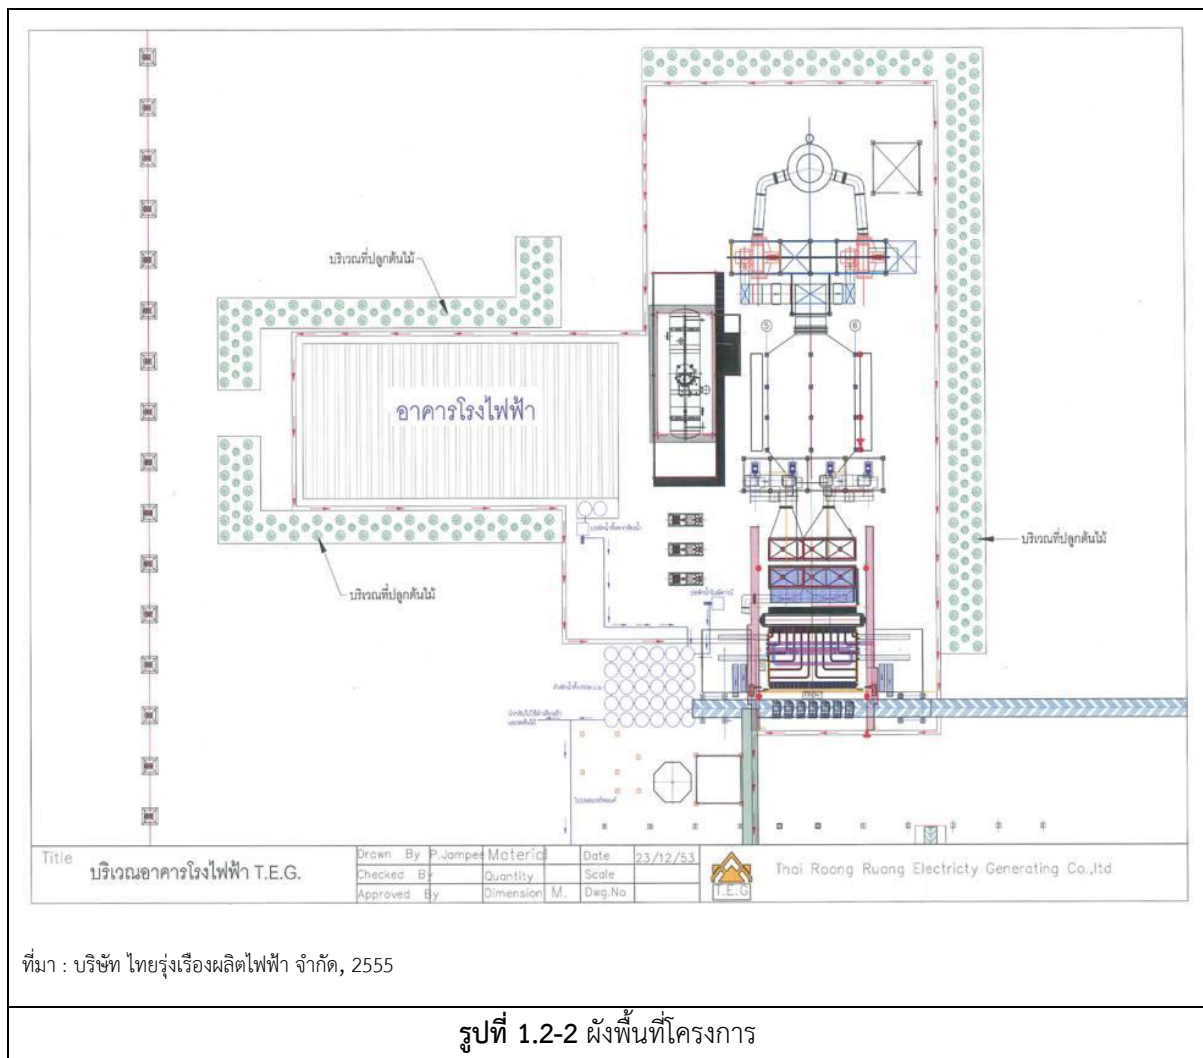 บริเวณที่ปลูกต้นไม้
5
6
อาคารโรงไฟฟ้า
บริเวณที่ปลูกต้นไม้
บริเวณที่ปลูกต้นไม้
Title
บริเวณอาคารโรงไฟฟ้า T.E.G.
Drawn By P.Jampee Material Date 23/12/53
Checked By Quantity Scale
Approved By Dimension M. Dwg.No
T.E.G
Thai Roong Ruang Electricty Generating Co.,ltd
ที่มา : บริษัท ไทยรุ่งเรืองผลิตไฟฟ้า จำกัด, 2555
รูปที่ 1.2-2 ผังพื้นที่โครงการ